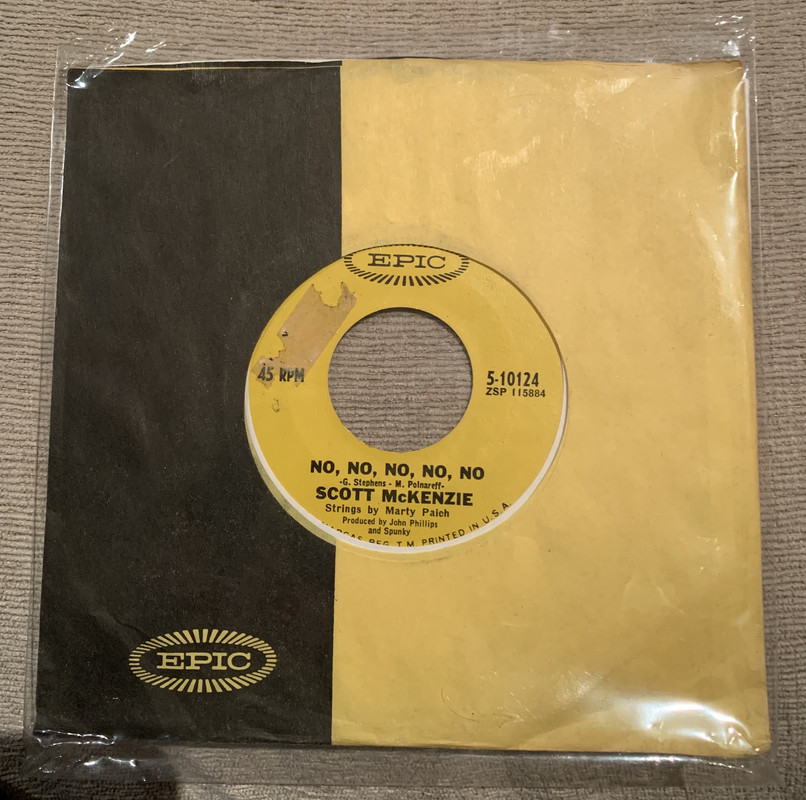 EPIC
45 RPM
5-10124
ZSP 115884
NO, NO, NO, NO, NO
-G. Stephens - M. Polnareff-
SCOTT McKENZIE
Strings by Marty Paich
Produced by John Phillips
and Spunky
REG. T.M. PRINTED IN U.S.A.
EPIC